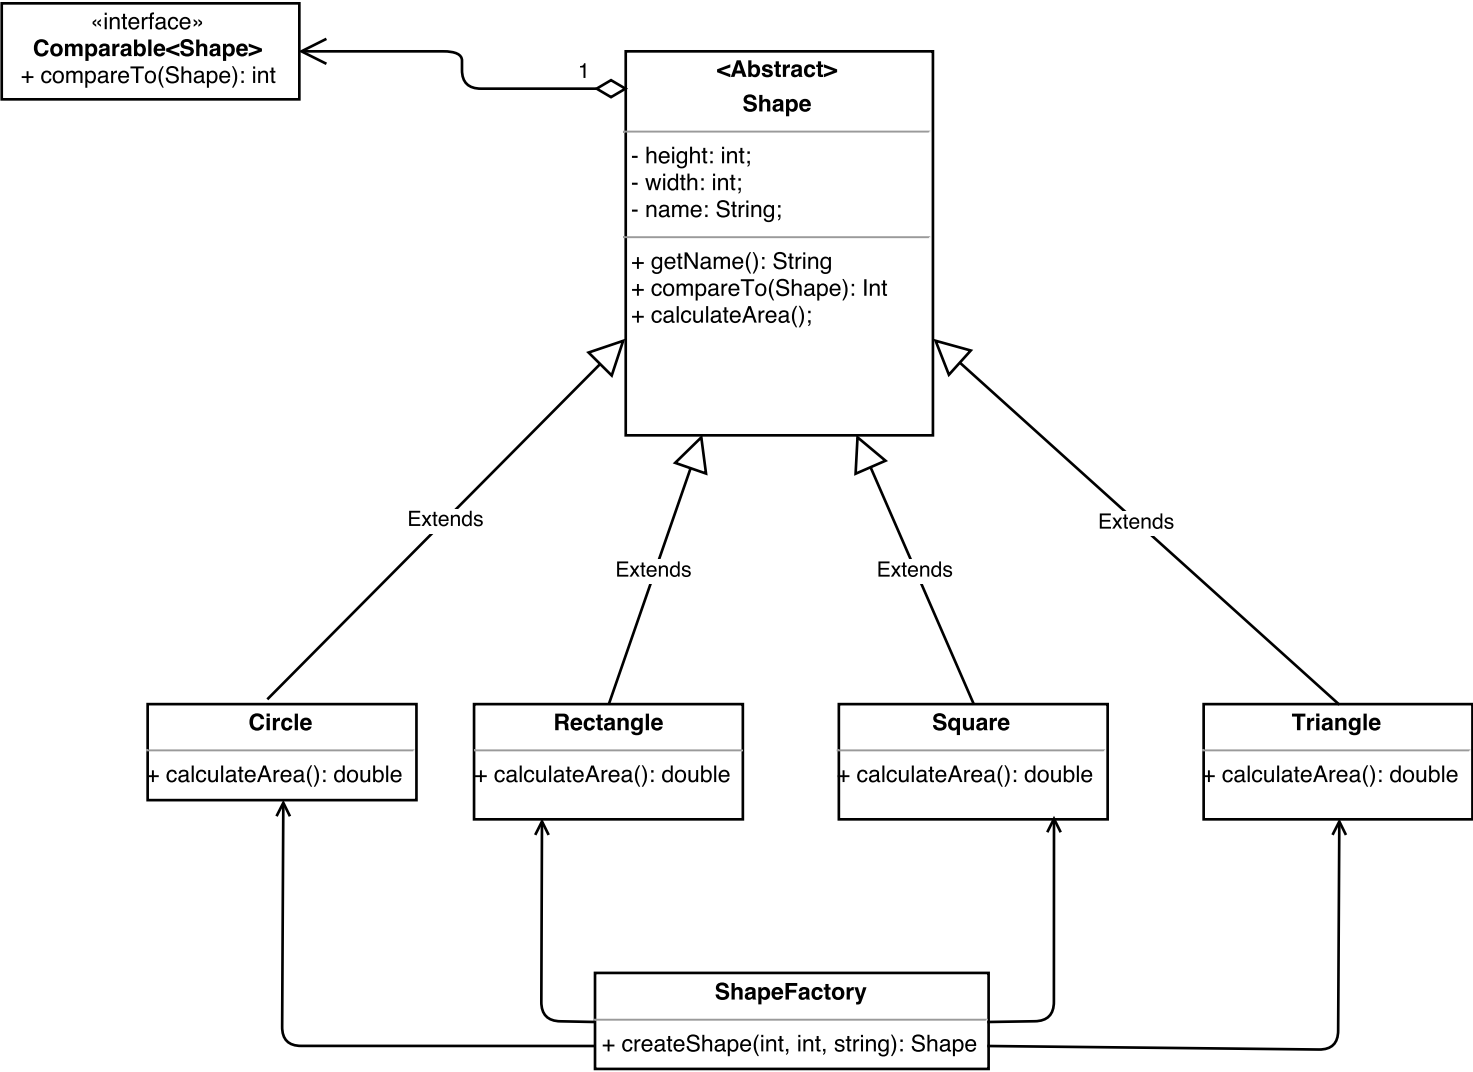 «interface»
Comparable<Shape>
+ compareTo(Shape): int
1
<Abstract>
Shape
- height: int;
- width: int;
- name: String;
+ getName(): String
+ compareTo(Shape): Int
+ calculateArea();
Extends
Extends
Extends
Extends
Circle
+ calculateArea(): double
Rectangle
+ calculateArea(): double
Square
+ calculateArea(): double
Triangle
+ calculateArea(): double
ShapeFactory
+ createShape(int, int, string): Shape